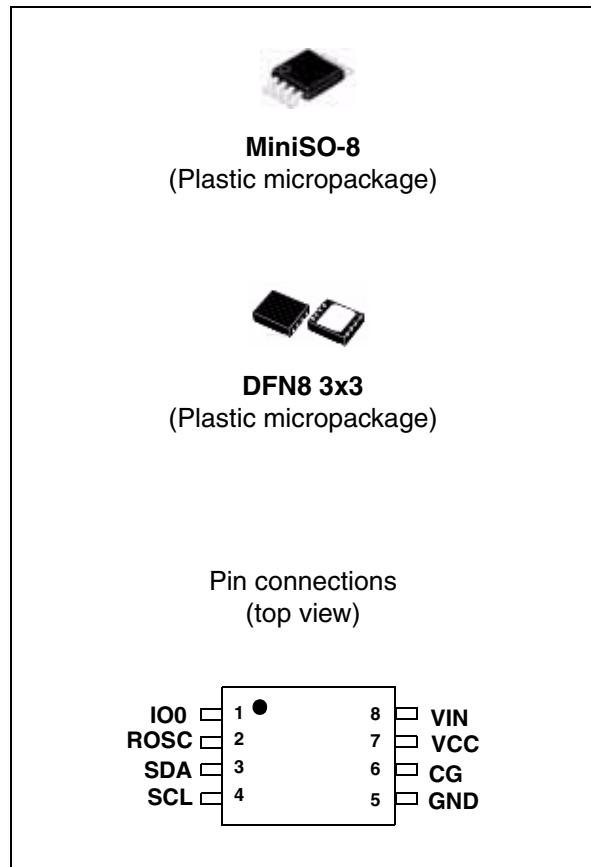 MiniSO-8
(Plastic micropackage)
DFN8 3x3
(Plastic micropackage)
Pin connections
(top view)
IO0 1 8 VIN
ROSC 2 7 VCC
SDA 3 6 CG
SCL 4 5 GND